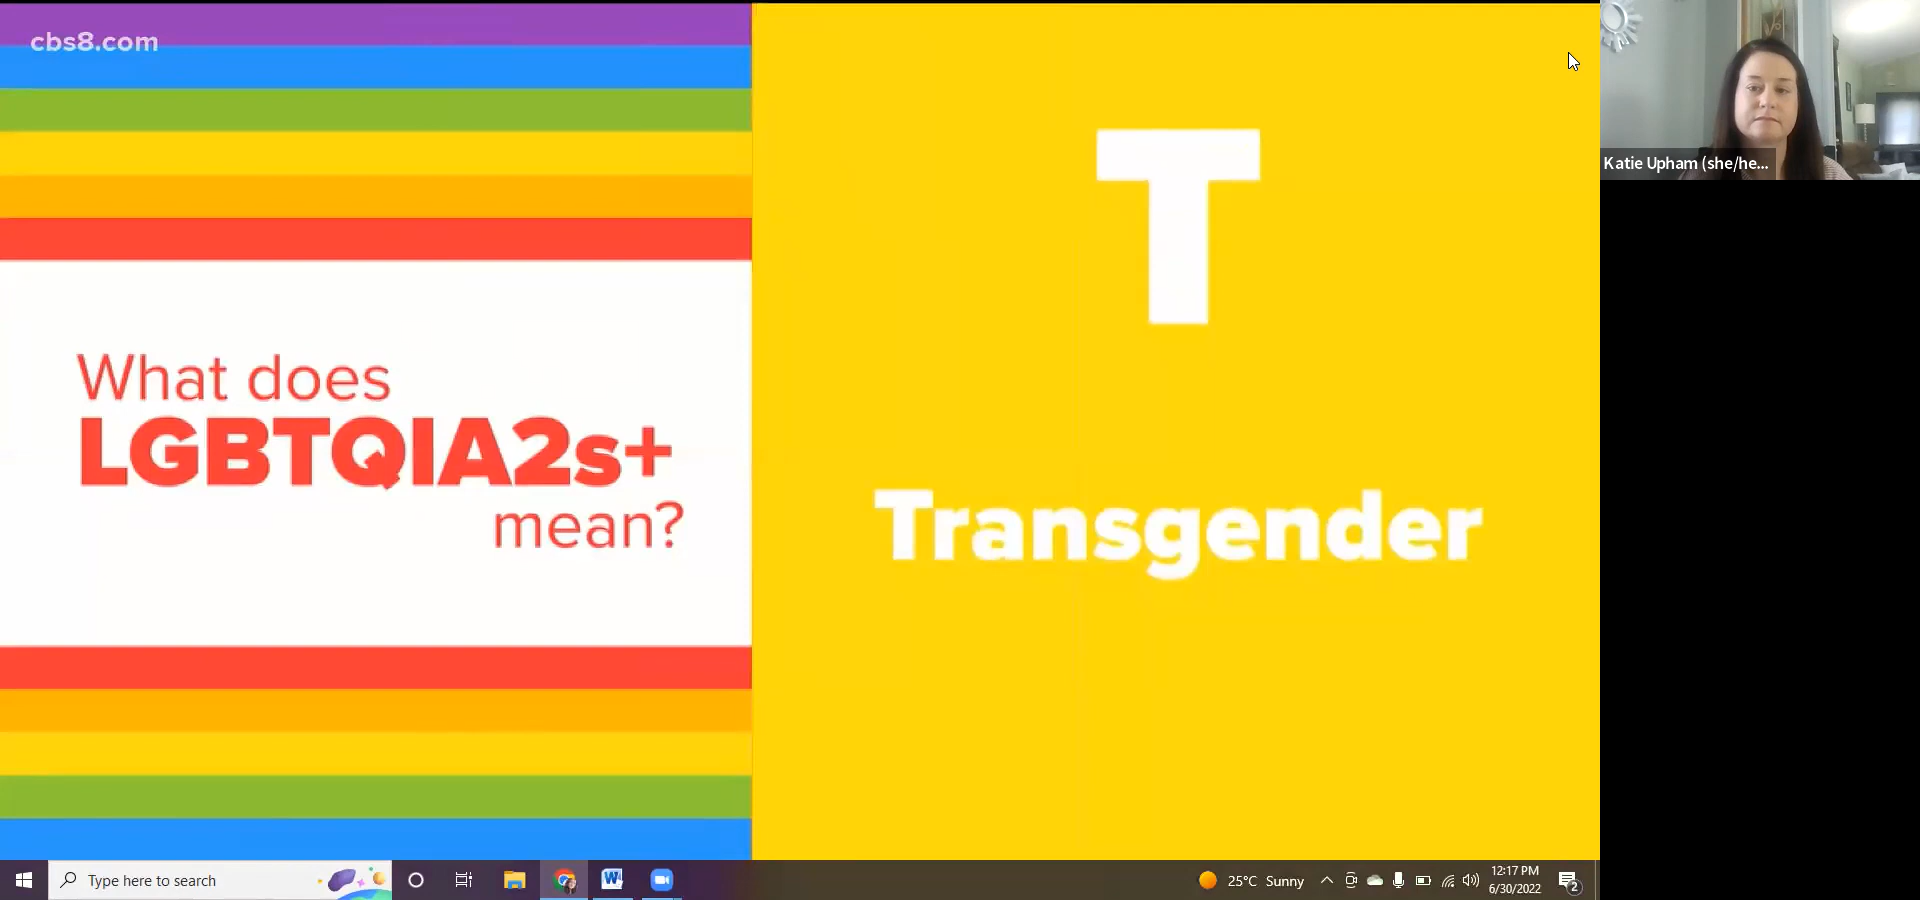 cbs8.com
What does
LGBTQIA2s+
mean?
T
Transgender
Katie Upham (she/he...
Type here to search
W
25°C Sunny
12:17 PM
6/30/2022
2